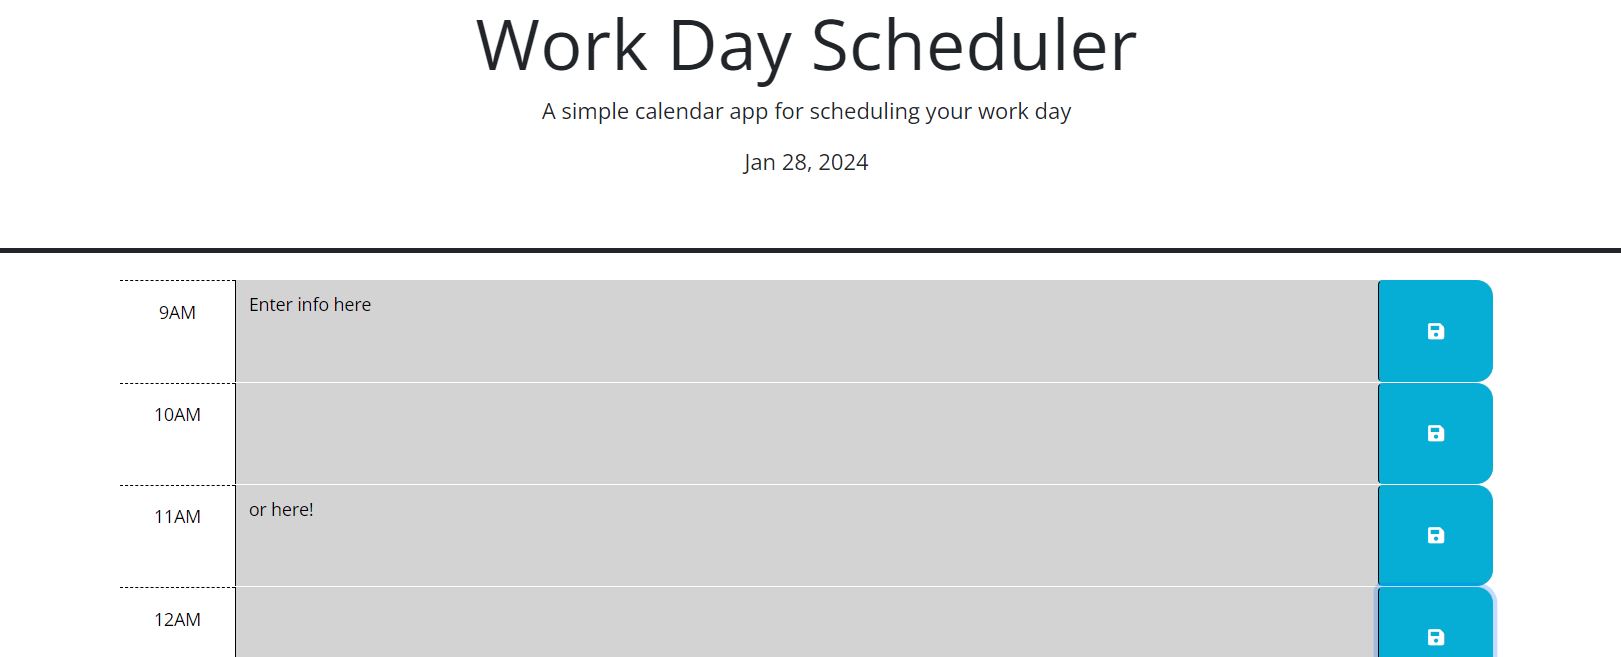 Work Day Scheduler
A simple calendar app for scheduling your work day
Jan 28, 2024
9AM
Enter info here
10AM
11AM
or here!
12AM